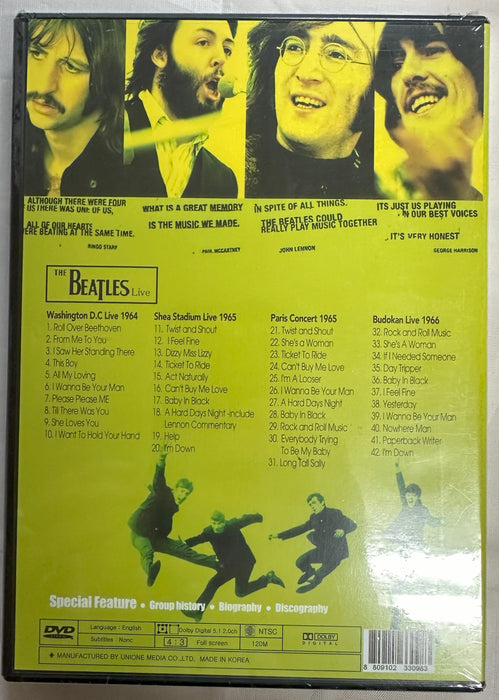 ALTHOUGH THERE WERE FOUR
OF US THERE WAS ONE OF US,
ALL OF OUR HEARTS
WERE BEATING AT THE SAME TIME.
RINGO STARR
WHAT IS A GREAT MEMORY
IS THE MUSIC WE MADE.
PAUL MCCARTNEY
IN SPITE OF ALL THINGS,
THE BEATLES COULD
REALLY PLAY MUSIC TOGETHER
JOHN LENNON
ITS JUST US PLAYING
IN OUR BEST VOICES
IT'S VERY HONEST
GEORGE HARRISON
THE BEATLES Live
Washington D.C Live 1964
1. Roll Over Beethoven
2. From Me To You
3. I Saw Her Standing There
4. This Boy
5. All My Loving
6. I Wanna Be Your Man
7. Please Please ME
8. Till There Was You
9. She Loves You
10. I Want To Hold Your Hand
Shea Stadium Live 1965
11. Twist and Shout
12. I Feel Fine
13. Dizzy Miss Lizzy
14. Ticket To Ride
15. Act Naturally
16. Can't Buy Me Love
17. Baby In Black
18. A Hard Days Night -include
Lennon Commentary
19. Help
20. I'm Down
Paris Concert 1965
21. Twist and Shout
22. She's a Woman
23. Ticket To Ride
24. Can't Buy Me Love
25. I'm A Looser
26. I Wanna Be Your Man
27. A Hard Days Night
28. Baby In Black
29. Rock and Roll Music
30. Everybody Trying
To Be My Baby
31. Long Tall Sally
Budokan Live 1966
32. Rock and Roll Music
33. She's A Woman
34. If I Needed Someone
35. Day Tripper
36. Baby In Black
37. I Feel Fine
38. Yesterday
39. I Wanna Be Your Man
40. Nowhere Man
41. Paperback Writer
42. I'm Down
Special Feature • Group history • Biography • Discography
DVD
Language : English
Subtitles : None
Dolby Digital 5.1 2.0ch
4:3 Full screen
NTSC
120M
DOLBY
DIGITAL
MANUFACTURED BY UNIONE MEDIA CO.,LTD. MADE IN KOREA
8 809102 330983